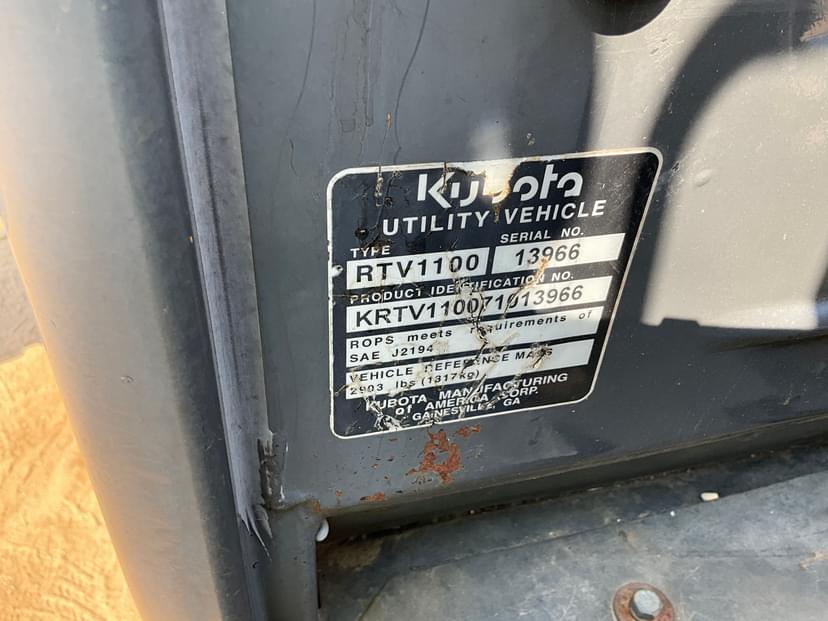 Kubota
UTILITY VEHICLE
TYPE SERIAL NO.
RTV1100 13966
PRODUCT IDENTIFICATION NO.
KRTV110071013966
ROPS meets requirements of
SAE J2194
VEHICLE REFERENCE MASS
2903 lbs (1317kg)
KUBOTA MANUFACTURING
Of AMERICA CORP.
GAINESVILLE, GA